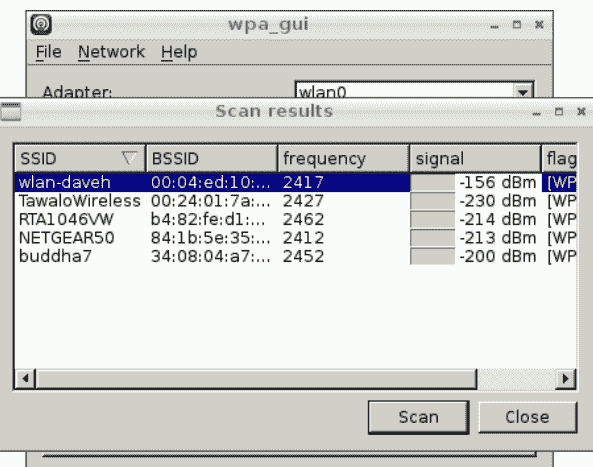 wpa_gui
File Network Help
Adapter: wlan0
Scan results
SSID BSSID frequency signal flag
wlan-daveh 00:04:ed:10:... 2417 -156 dBm [WP
TawaloWireless 00:24:01:7a:... 2427 -230 dBm [WP
RTA1046VW b4:82:fe:d1:... 2462 -214 dBm [WP
NETGEAR50 84:1b:5e:35:... 2412 -213 dBm [WP
buddha7 34:08:04:a7:... 2452 -200 dBm [WP
Scan Close